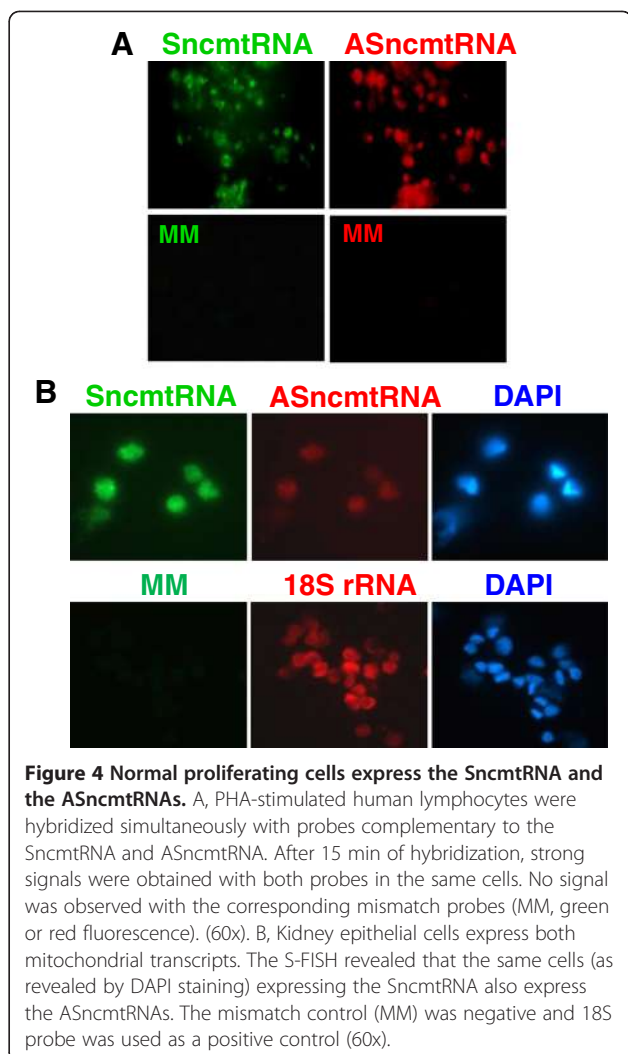 A SncmtRNA ASncmtRNA
MM MM
B SncmtRNA ASncmtRNA DAPI
MM 18S rRNA DAPI
Figure 4 Normal proliferating cells express the SncmtRNA and
the ASncmtRNAs. A, PHA-stimulated human lymphocytes were
hybridized simultaneously with probes complementary to the
SncmtRNA and ASncmtRNA. After 15 min of hybridization, strong
signals were obtained with both probes in the same cells. No signal
was observed with the corresponding mismatch probes (MM, green
or red fluorescence). (60x). B, Kidney epithelial cells express both
mitochondrial transcripts. The S-FISH revealed that the same cells (as
revealed by DAPI staining) expressing the SncmtRNA also express
the ASncmtRNAs. The mismatch control (MM) was negative and 18S
probe was used as a positive control (60x).